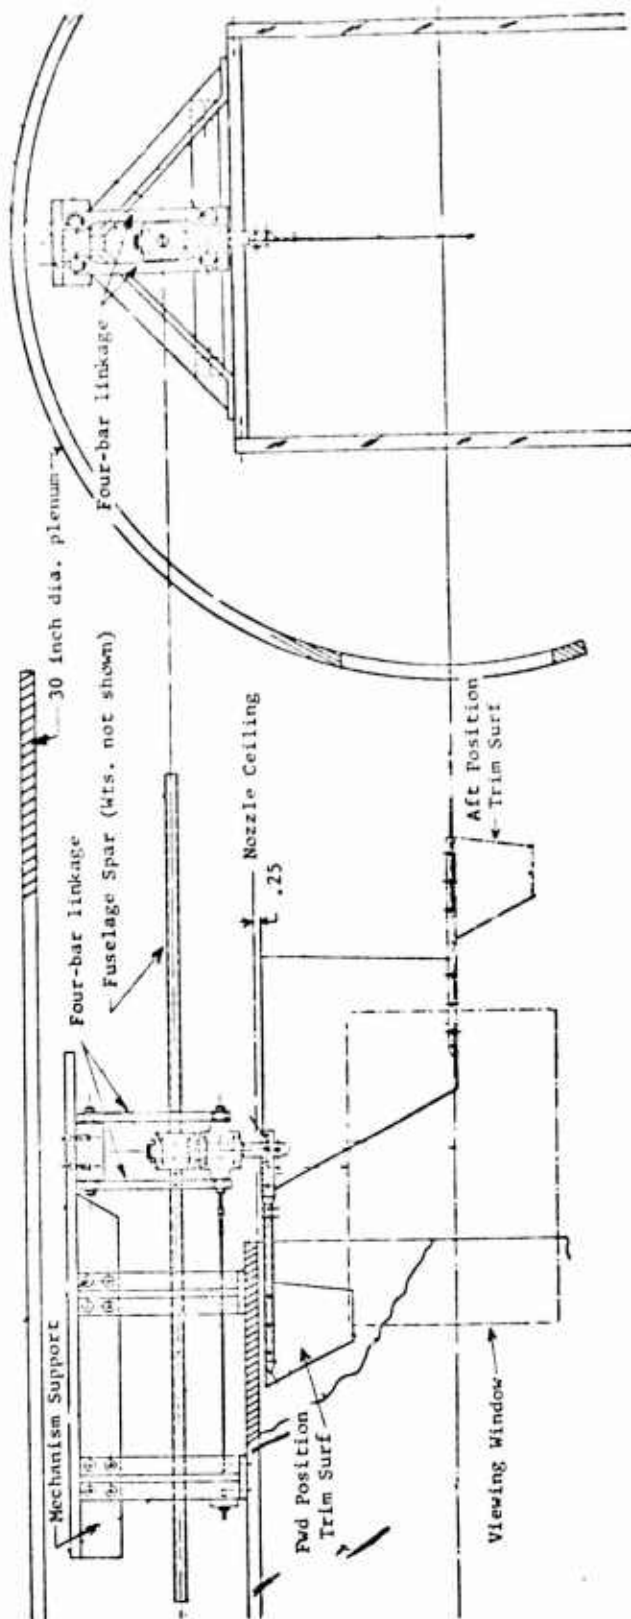 30 inch dia. plenum
Four-bar linkage
Four-bar linkage
Fuselage Spar (Wts. not shown)
Nozzle Ceiling
.25
Mechanism Support
Aft Position
Trim Surf
Fwd Position
Trim Surf
Viewing Window